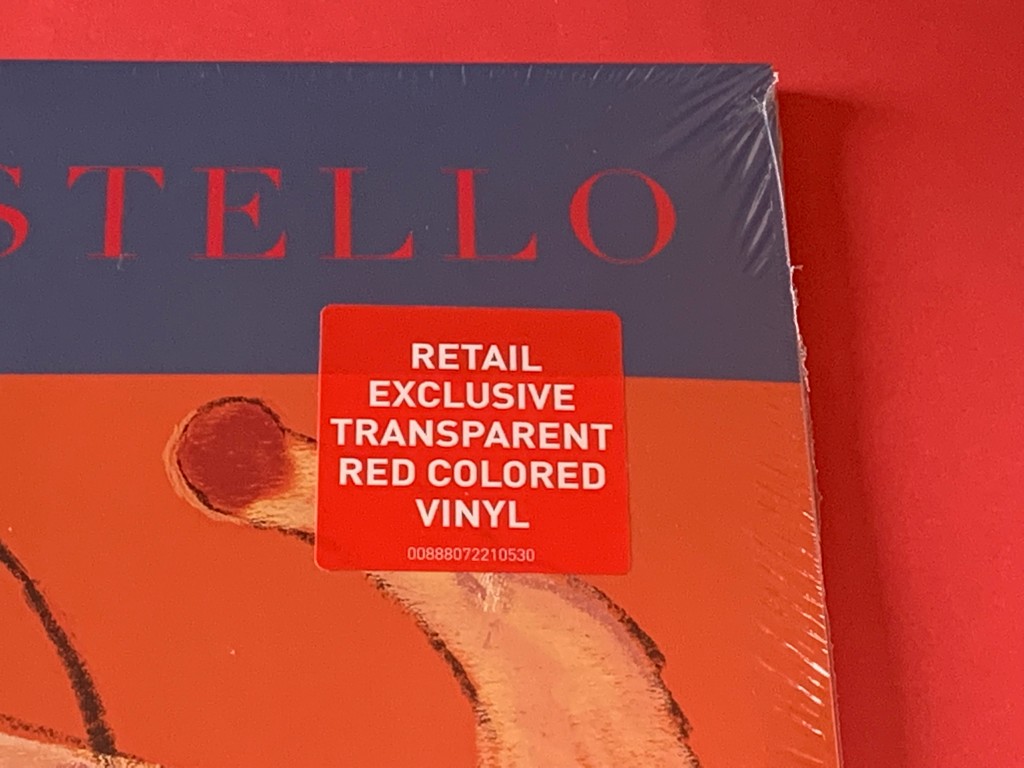 STELLO
RETAIL
EXCLUSIVE
TRANSPARENT
RED COLORED
VINYL
00888072210530